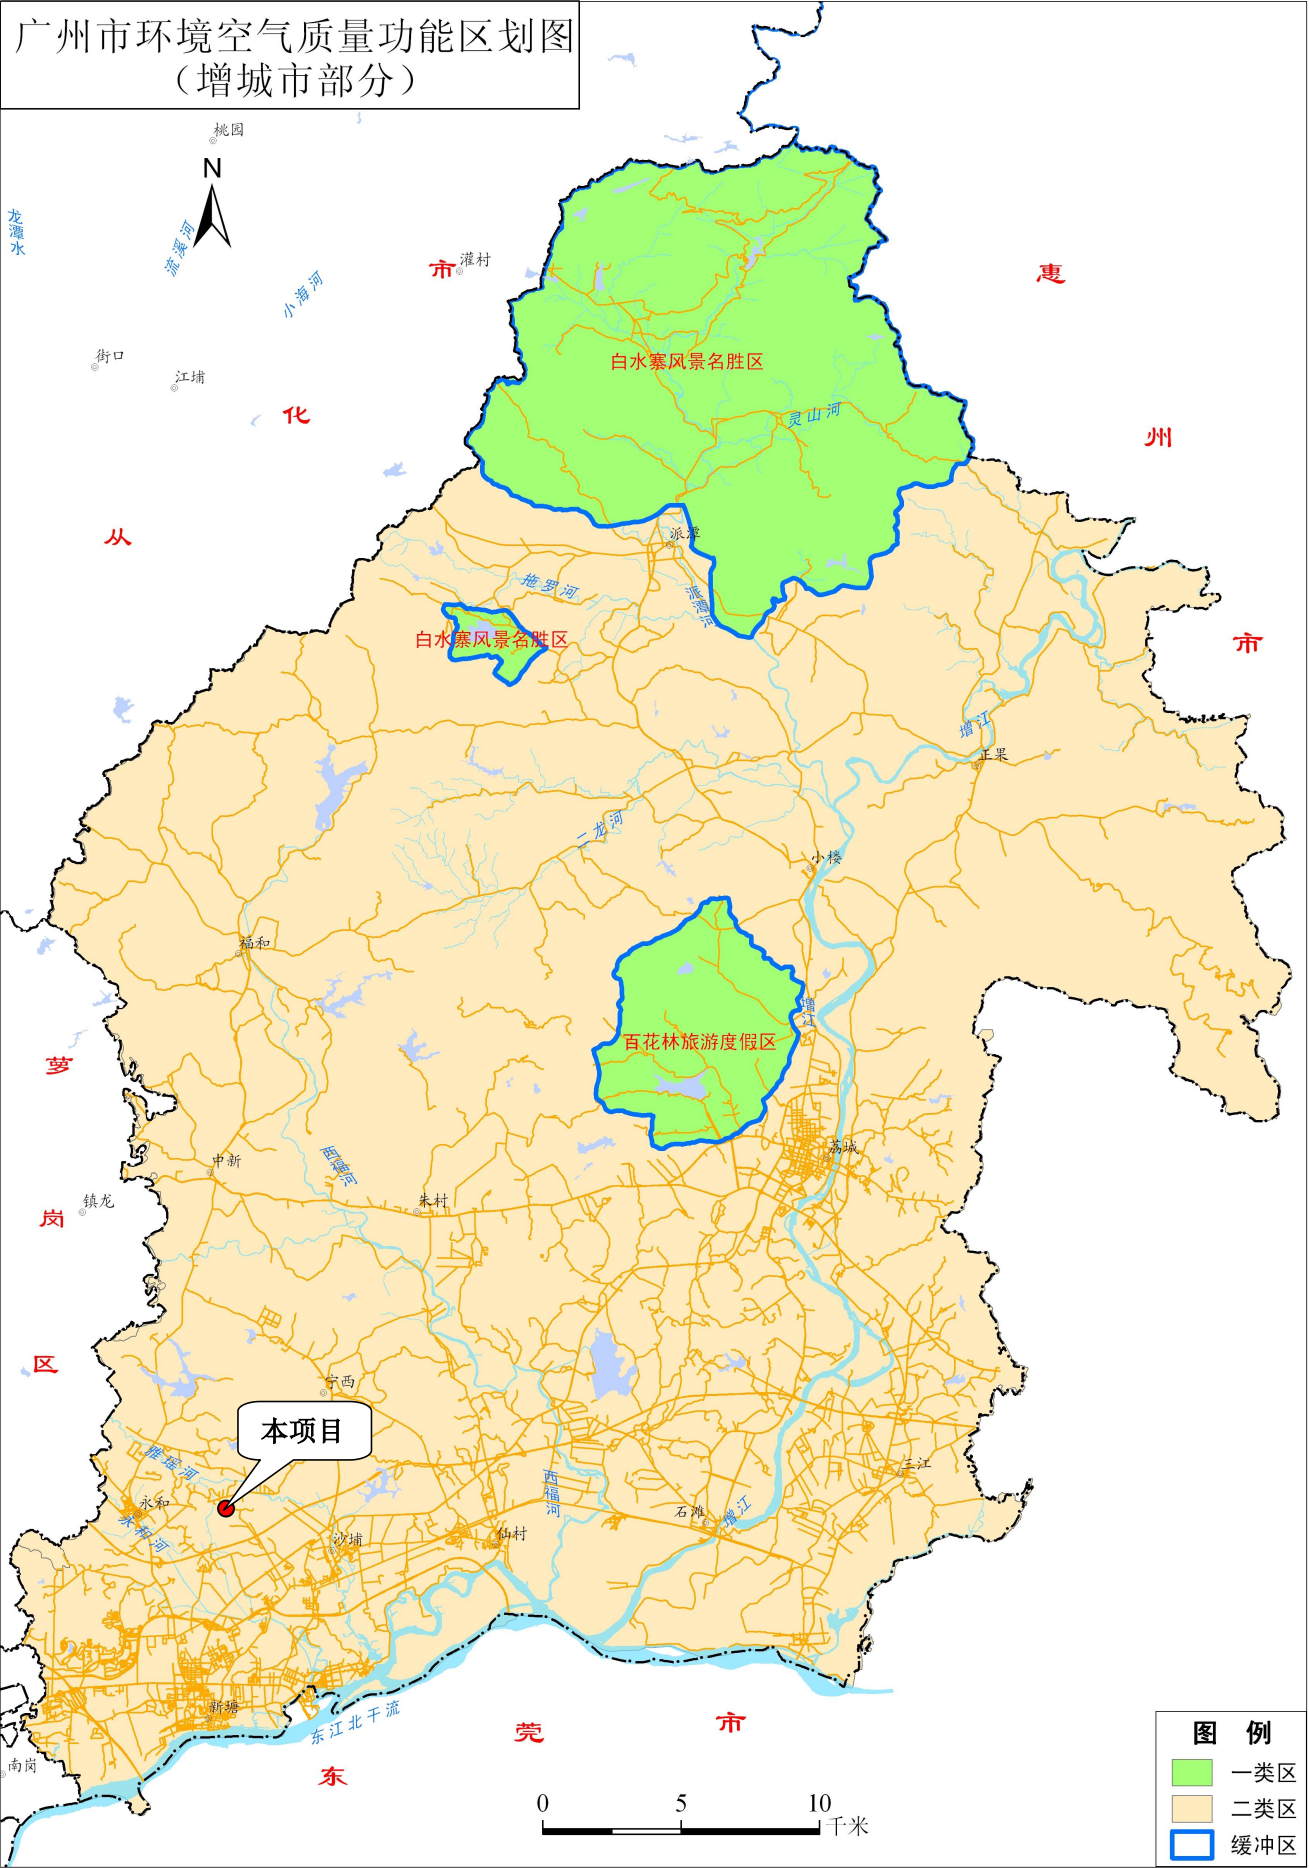 广州市环境空气质量功能区划图
（增城市部分）
桃园
N
龙潭水
流溪河
小海河
市
灌村
惠
街口
江埔
化
州
从
白水寨风景名胜区
灵山河
派潭
拖罗河
派潭河
白水寨风景名胜区
市
增江
正果
二龙河
小楼
福和
增江
百花林旅游度假区
萝
荔城
西福河
中新
朱村
镇龙
岗
区
宁西
本项目
雅瑶河
永和
永和河
沙埔
仙村
西福河
石滩
增江
三江
新塘
东江北干流
南岗
东
莞
市
0 5 10
千米
图 例
一类区
二类区
缓冲区